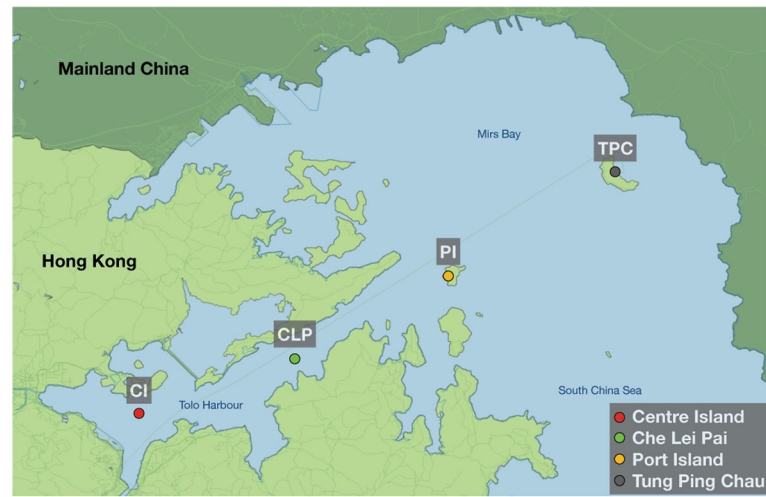 Mainland China
Mirs Bay
TPC
PI
Hong Kong
CLP
CI
Tolo Harbour
South China Sea
Centre Island
Che Lei Pai
Port Island
Tung Ping Chau